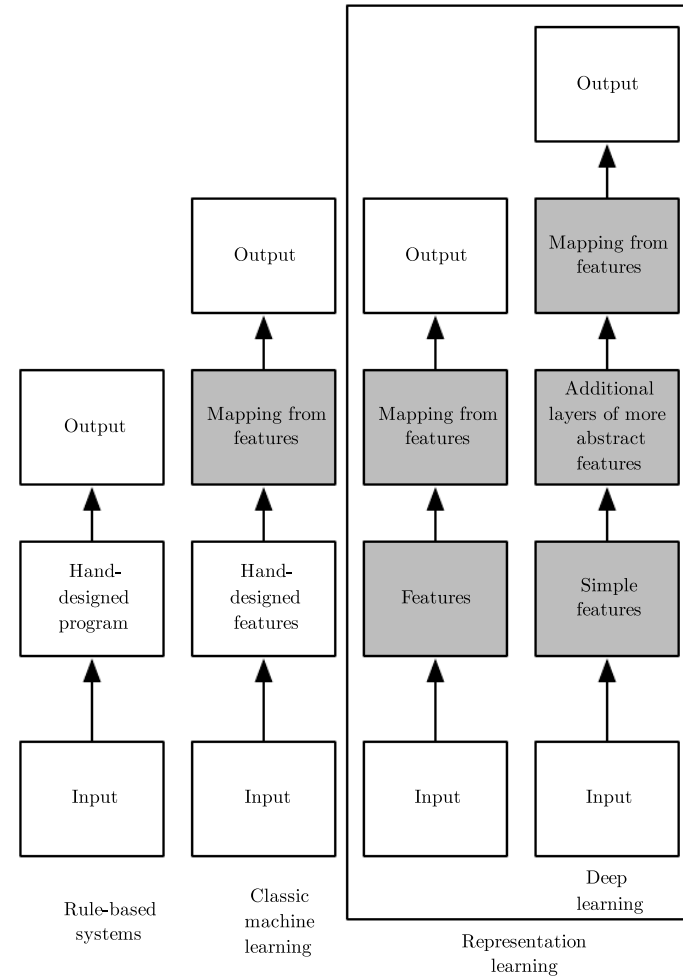 Output
Output
Output
Mapping from
features
Output
Mapping from
features
Mapping from
features
Additional
layers of more
abstract
features
Hand-
designed
program
Hand-
designed
features
Features
Simple
features
Input
Input
Input
Input
Rule-based
systems
Classic
machine
learning
Deep
learning
Representation
learning